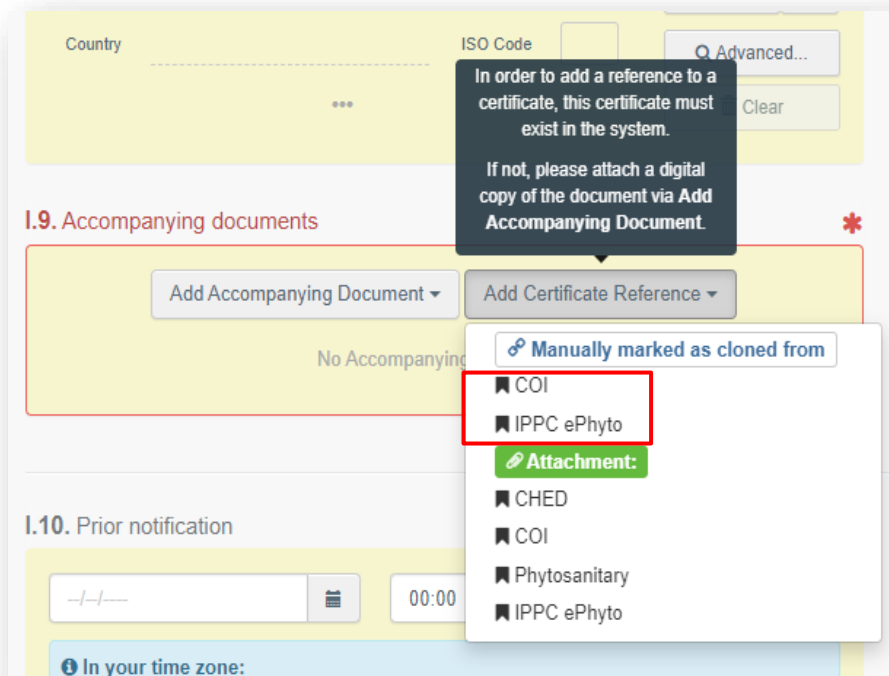 Country
ISO Code
Advanced...
Clear
In order to add a reference to a
certificate, this certificate must
exist in the system.
If not, please attach a digital
copy of the document via Add
Accompanying Document.
I.9. Accompanying documents
Add Accompanying Document
Add Certificate Reference
No Accompanying
Manually marked as cloned from
COI
IPPC ePhyto
Attachment:
CHED
COI
Phytosanitary
IPPC ePhyto
I.10. Prior notification
--/--/----
00:00
In your time zone: